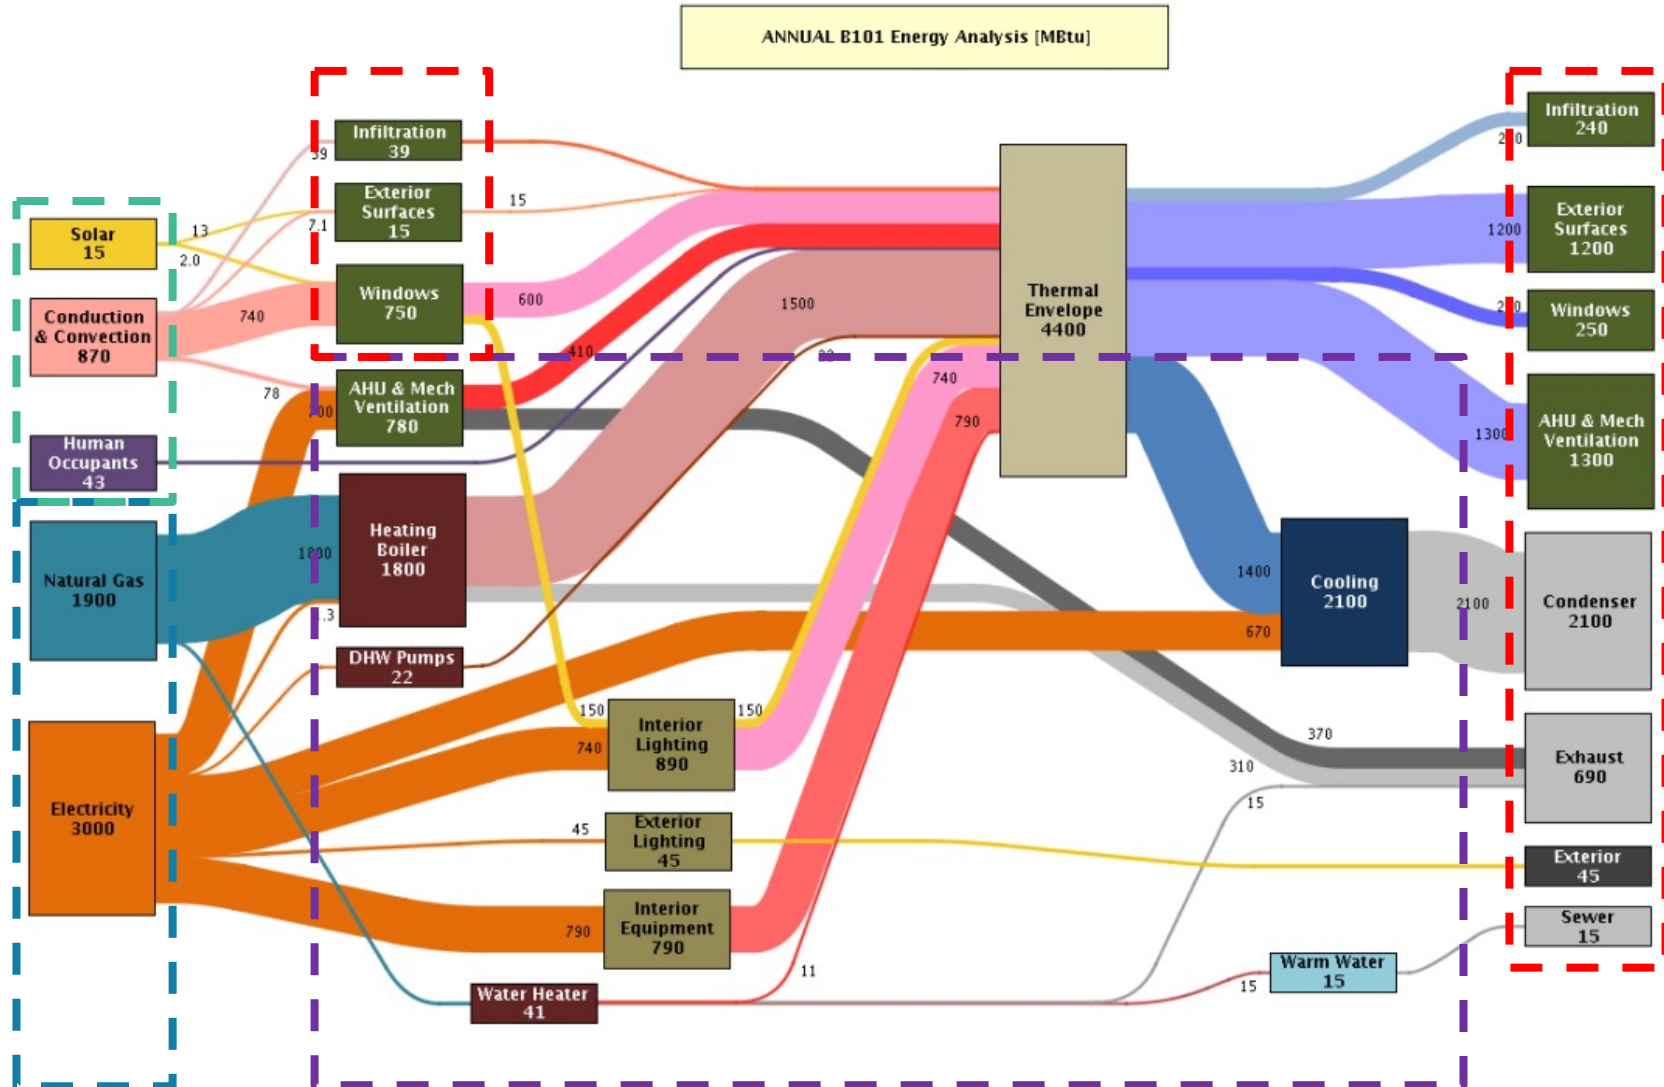 ANNUAL B101 Energy Analysis [MBtu]
Solar
15
Conduction
& Convection
870
Human
Occupants
43
Natural Gas
1900
Electricity
3000
13
2.0
39
7.1
740
78
700
1800
Infiltration
39
Exterior
Surfaces
15
Windows
750
AHU & Mech
Ventilation
780
Heating
Boiler
1800
DHW Pumps
22
15
600
410
1500
150
740
45
790
Interior
Lighting
890
Exterior
Lighting
45
Interior
Equipment
790
Water Heater
41
150
740
790
11
Thermal
Envelope
4400
1400
670
Cooling
2100
2100
370
310
15
15
Warm Water
15
1200
1300
Infiltration
240
Exterior
Surfaces
1200
Windows
250
AHU & Mech
Ventilation
1300
Condenser
2100
Exhaust
690
Exterior
45
Sewer
15